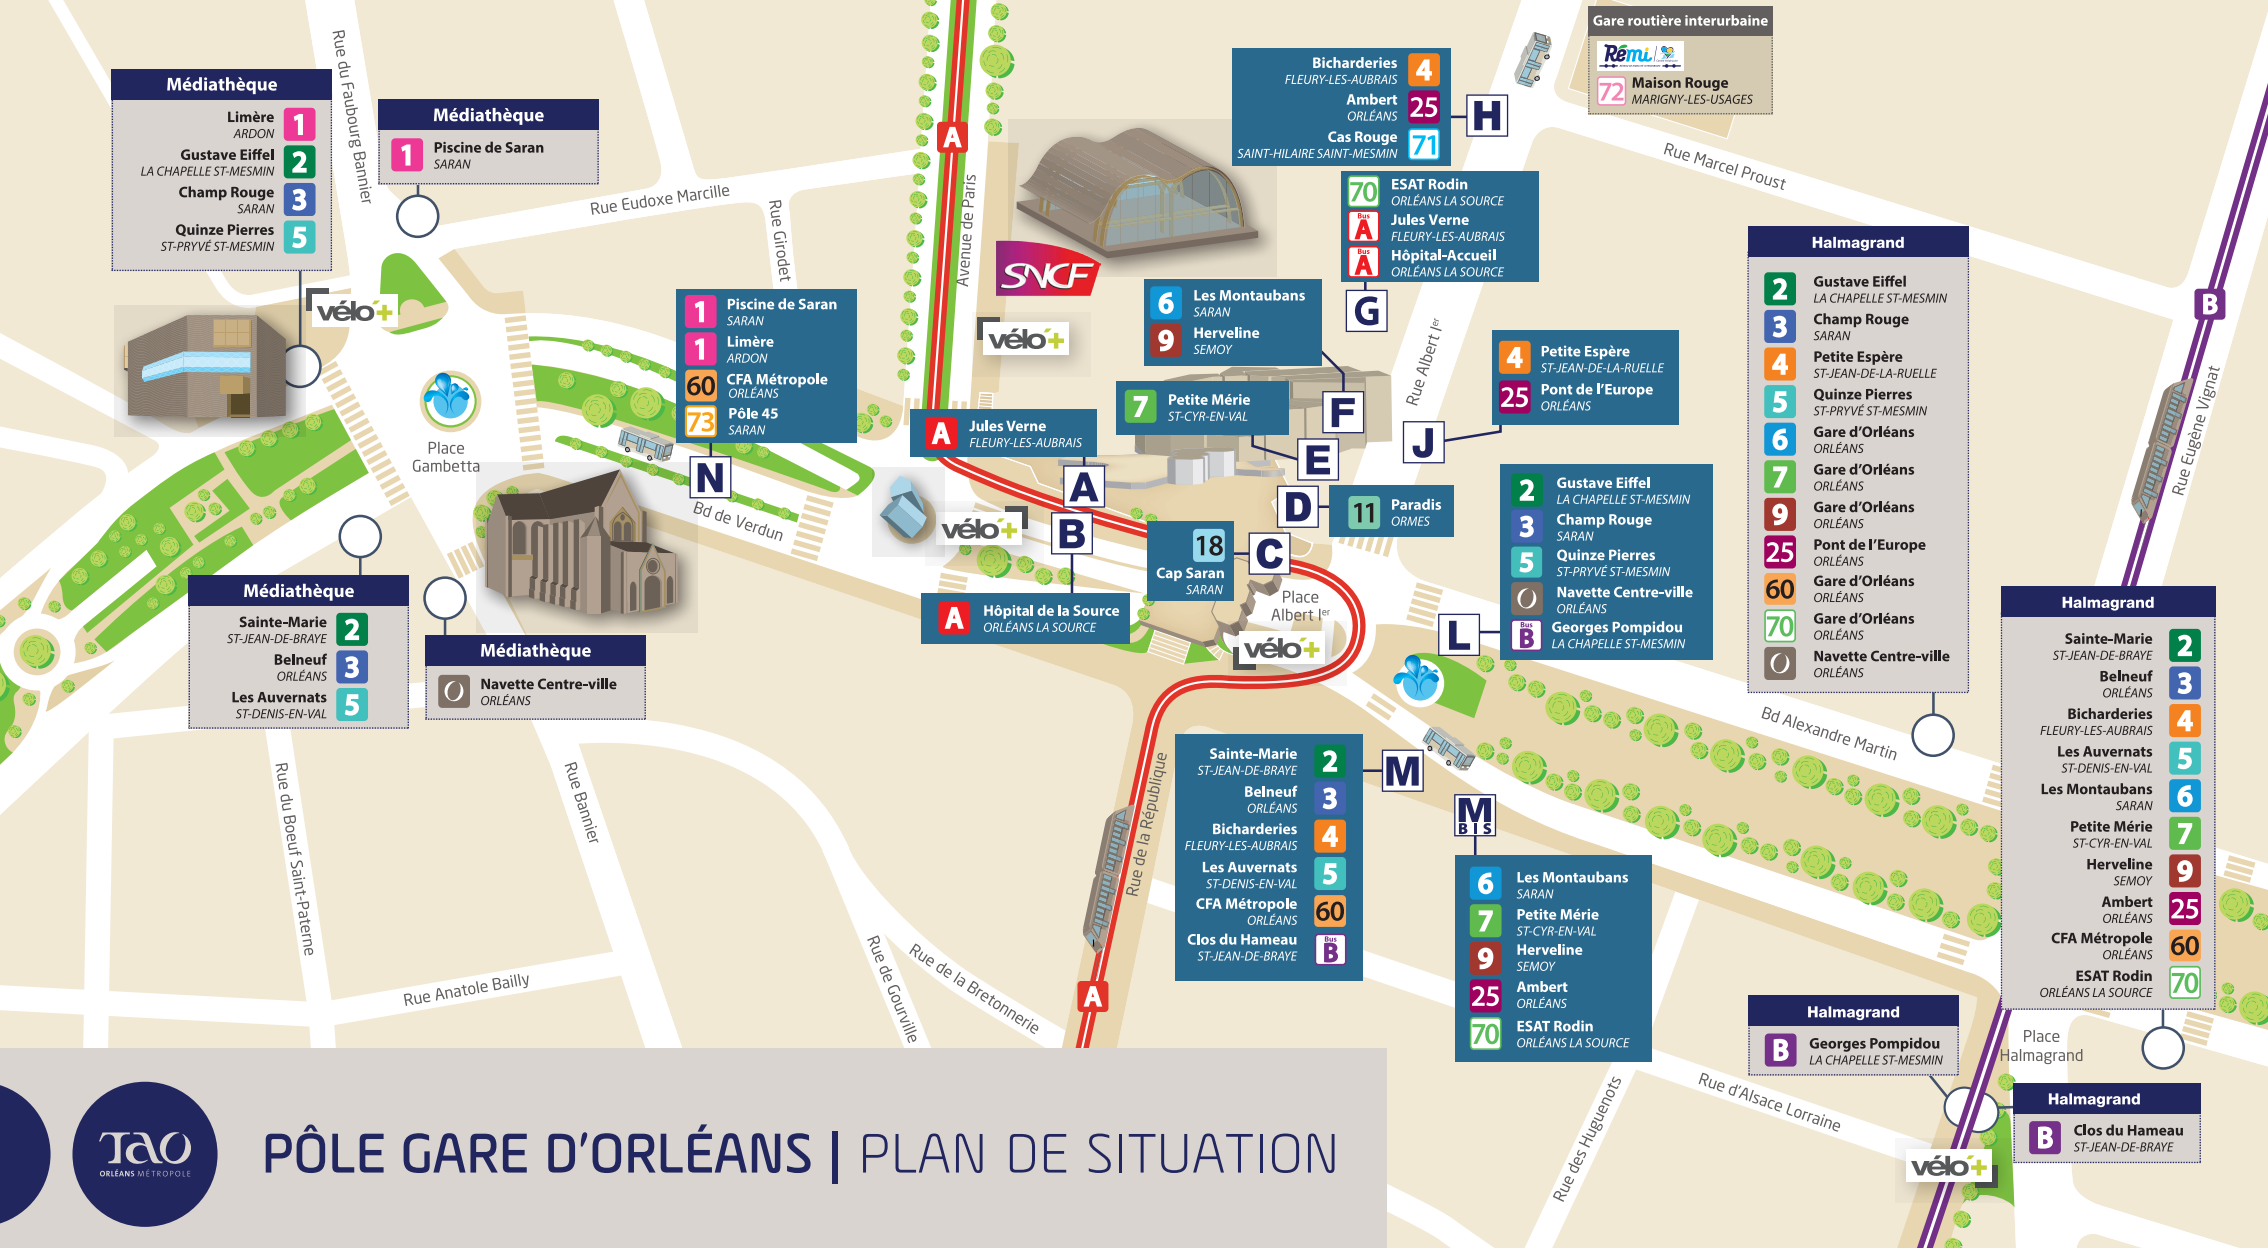 Médiathèque
Limère 1
ARDON
Gustave Eiffel 2
LA CHAPELLE ST-MESMIN
Champ Rouge 3
SARAN
Quinze Pierres 5
ST-PRYVÉ ST-MESMIN
Rue du Faubourg Bannier
Médiathèque
1 Piscine de Saran
SARAN
Rue Eudoxe Marcille
Rue Girodet
vélo+
Place
Gambetta
1 Piscine de Saran
SARAN
1 Limère
ARDON
60 CFA Métropole
ORLÉANS
73 Pôle 45
SARAN
N
Bd de Verdun
A
Avenue de Paris
SNCF
vélo+
Bicharderies 4
FLEURY-LES-AUBRAIS
Ambert 25
ORLÉANS
Cas Rouge 71
SAINT-HILAIRE SAINT-MESMIN
H
Gare routière interurbaine
Rémi
72 Maison Rouge
MARIGNY-LES-USAGES
Rue Marcel Proust
70 ESAT Rodin
ORLÉANS LA SOURCE
Bus
A Jules Verne
FLEURY-LES-AUBRAIS
Bus
A Hôpital-Accueil
ORLÉANS LA SOURCE
G
6 Les Montaubans
SARAN
9 Herveline
SEMOY
F
7 Petite Mérie
ST-CYR-EN-VAL
E
Rue Albert Ier
4 Petite Espère
ST-JEAN-DE-LA-RUELLE
25 Pont de l'Europe
ORLÉANS
J
A Jules Verne
FLEURY-LES-AUBRAIS
A
B
vélo+
D
11 Paradis
ORMES
18
Cap Saran
SARAN
C
A Hôpital de la Source
ORLÉANS LA SOURCE
Place
Albert Ier
vélo+
2 Gustave Eiffel
LA CHAPELLE ST-MESMIN
3 Champ Rouge
SARAN
5 Quinze Pierres
ST-PRYVÉ ST-MESMIN
O Navette Centre-ville
ORLÉANS
Bus
B Georges Pompidou
LA CHAPELLE ST-MESMIN
L
Halmagrand
2 Gustave Eiffel
LA CHAPELLE ST-MESMIN
3 Champ Rouge
SARAN
4 Petite Espère
ST-JEAN-DE-LA-RUELLE
5 Quinze Pierres
ST-PRYVÉ ST-MESMIN
6 Gare d'Orléans
ORLÉANS
7 Gare d'Orléans
ORLÉANS
9 Gare d'Orléans
ORLÉANS
25 Pont de l'Europe
ORLÉANS
60 Gare d'Orléans
ORLÉANS
70 Gare d'Orléans
ORLÉANS
O Navette Centre-ville
ORLÉANS
B
Rue Eugène Vignat
Bd Alexandre Martin
Médiathèque
Sainte-Marie 2
ST-JEAN-DE-BRAYE
Belneuf 3
ORLÉANS
Les Auvernats 5
ST-DENIS-EN-VAL
Médiathèque
O Navette Centre-ville
ORLÉANS
Rue du Boeuf Saint-Paterne
Rue Bannier
Rue Anatole Bailly
Rue de Gourville
Rue de la Bretonnerie
Rue de la République
A
Sainte-Marie 2
ST-JEAN-DE-BRAYE
Belneuf 3
ORLÉANS
Bicharderies 4
FLEURY-LES-AUBRAIS
Les Auvernats 5
ST-DENIS-EN-VAL
CFA Métropole 60
ORLÉANS
Bus
Clos du Hameau B
ST-JEAN-DE-BRAYE
M
M
BIS
6 Les Montaubans
SARAN
7 Petite Mérie
ST-CYR-EN-VAL
9 Herveline
SEMOY
25 Ambert
ORLÉANS
70 ESAT Rodin
ORLÉANS LA SOURCE
Halmagrand
Sainte-Marie 2
ST-JEAN-DE-BRAYE
Belneuf 3
ORLÉANS
Bicharderies 4
FLEURY-LES-AUBRAIS
Les Auvernats 5
ST-DENIS-EN-VAL
Les Montaubans 6
SARAN
Petite Mérie 7
ST-CYR-EN-VAL
Herveline 9
SEMOY
Ambert 25
ORLÉANS
CFA Métropole 60
ORLÉANS
ESAT Rodin 70
ORLÉANS LA SOURCE
Halmagrand
B Georges Pompidou
LA CHAPELLE ST-MESMIN
Place
Halmagrand
Halmagrand
B Clos du Hameau
ST-JEAN-DE-BRAYE
Rue d'Alsace Lorraine
Rue des Huguenots
vélo+
TAO
ORLÉANS MÉTROPOLE
PÔLE GARE D'ORLÉANS | PLAN DE SITUATION